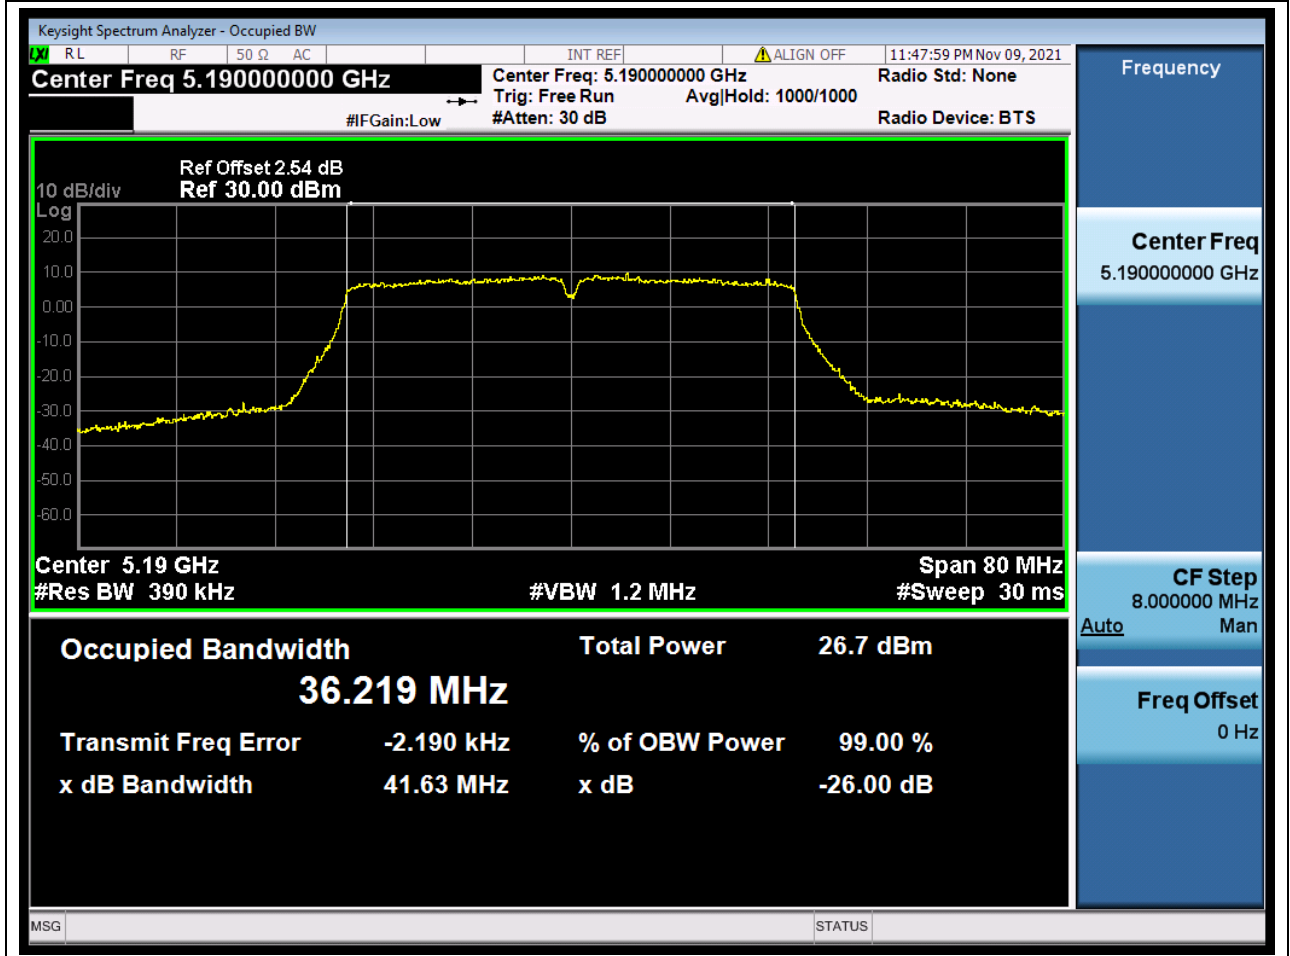 Keysight Spectrum Analyzer - Occupied BW
LXI RL RF 50 Ω AC INT REF ALIGN OFF 11:47:59 PM Nov 09, 2021
Center Freq 5.190000000 GHz
Center Freq: 5.190000000 GHz Radio Std: None
Trig: Free Run Avg|Hold: 1000/1000
#IFGain:Low #Atten: 30 dB Radio Device: BTS
Ref Offset 2.54 dB
10 dB/div Ref 30.00 dBm
Log
20.0
10.0
0.00
-10.0
-20.0
-30.0
-40.0
-50.0
-60.0
Center 5.19 GHz Span 80 MHz
#Res BW 390 kHz #VBW 1.2 MHz #Sweep 30 ms
Occupied Bandwidth Total Power 26.7 dBm
36.219 MHz
Transmit Freq Error -2.190 kHz % of OBW Power 99.00 %
x dB Bandwidth 41.63 MHz x dB -26.00 dB
MSG STATUS
Frequency
Center Freq
5.190000000 GHz
CF Step
8.000000 MHz
Auto Man
Freq Offset
0 Hz